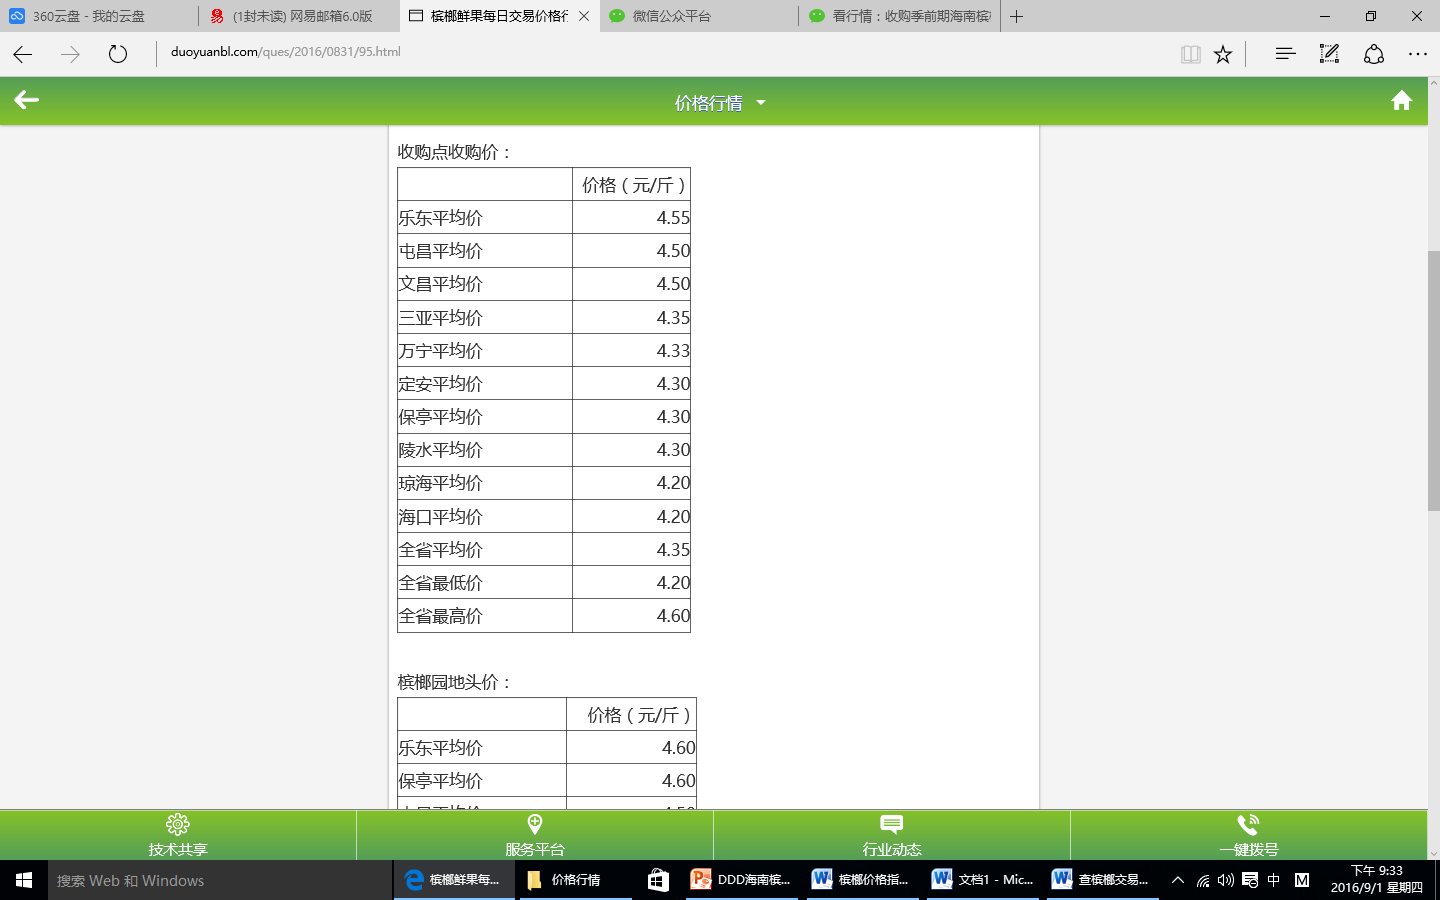 360云盘 - 我的云盘
(1封未读) 网易邮箱6.0版
槟榔鲜果每日交易价格行
微信公众平台
看行情：收购季前期海南槟
duoyuanbl.com/ques/2016/0831/95.html
价格行情
收购点收购价：
价格（元/斤）
乐东平均价 4.55
屯昌平均价 4.50
文昌平均价 4.50
三亚平均价 4.35
万宁平均价 4.33
定安平均价 4.30
保亭平均价 4.30
陵水平均价 4.30
琼海平均价 4.20
海口平均价 4.20
全省平均价 4.35
全省最低价 4.20
全省最高价 4.60
槟榔园地头价：
价格（元/斤）
乐东平均价 4.60
保亭平均价 4.60
技术共享
服务平台
行业动态
一键拨号
搜索 Web 和 Windows
槟榔鲜果每...
价格行情
DDD海南槟...
槟榔价格指...
文档1 - Mic...
查槟榔交易...
中
M
下午 9:33
2016/9/1 星期四